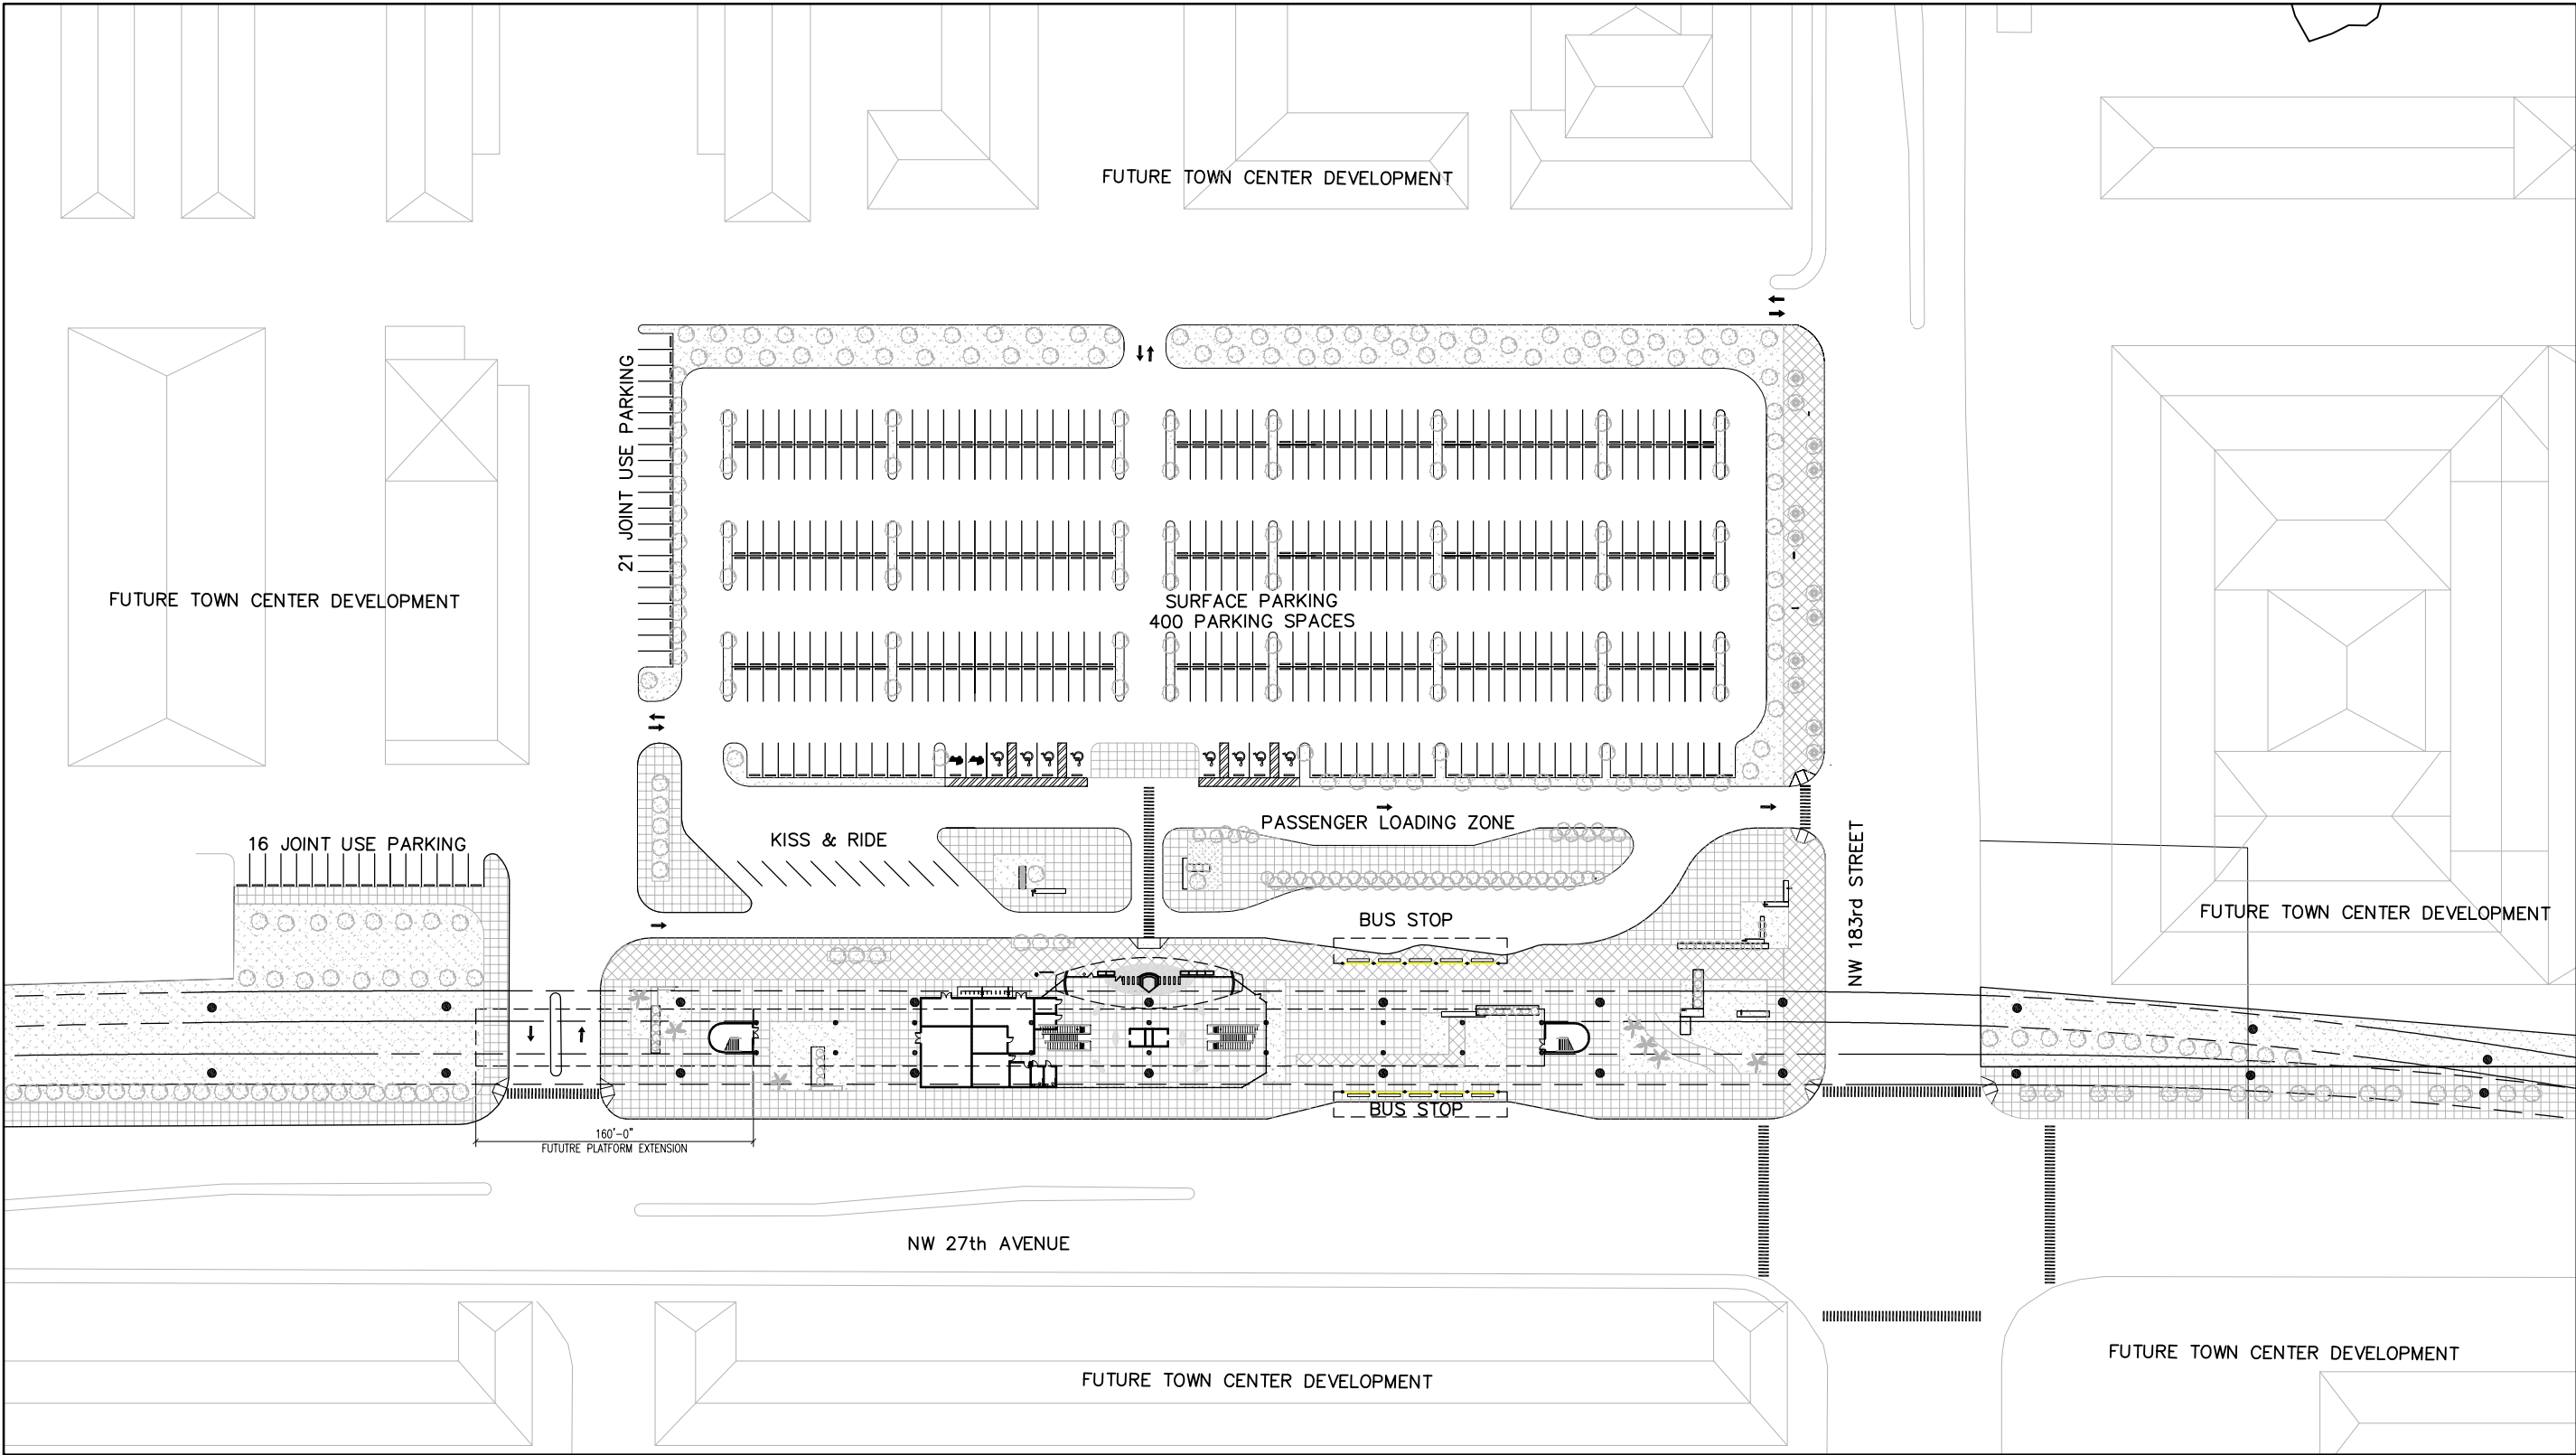 FUTURE TOWN CENTER DEVELOPMENT
21 JOINT USE PARKING
FUTURE TOWN CENTER DEVELOPMENT
SURFACE PARKING
400 PARKING SPACES
16 JOINT USE PARKING
KISS & RIDE
PASSENGER LOADING ZONE
NW 183rd STREET
BUS STOP
FUTURE TOWN CENTER DEVELOPMENT
BUS STOP
160'-0"
FUTUTRE PLATFORM EXTENSION
NW 27th AVENUE
FUTURE TOWN CENTER DEVELOPMENT
FUTURE TOWN CENTER DEVELOPMENT